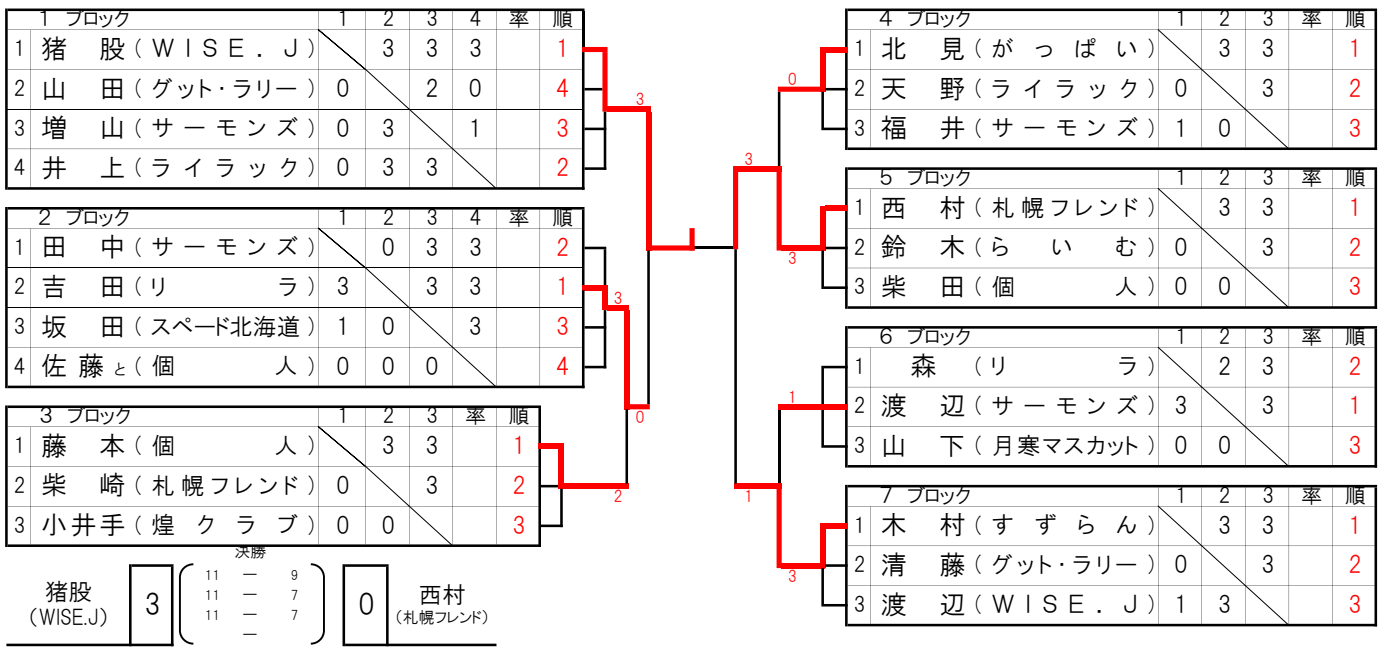 1 ブロック 1 2 3 4 率 順
1 猪 股 (WISE.J) 3 3 3 1
2 山 田 (グット・ラリー) 0 2 0 4
3 増 山 (サーモンズ) 0 3 1 3
4 井 上 (ライラック) 0 3 3 2
2 ブロック 1 2 3 4 率 順
1 田 中 (サーモンズ) 0 3 3 2
2 吉 田 (リラ) 3 3 3 1
3 坂 田 (スペード北海道) 1 0 3 3
4 佐 藤 と (個人) 0 0 0 4
3 ブロック 1 2 3 率 順
1 藤 本 (個人) 3 3 1
2 柴 崎 (札幌フレンド) 0 3 2
3 小井手 (煌クラブ) 0 0 3
3
3
0
2
0
3
3
1
1
3
4 ブロック 1 2 3 率 順
1 北 見 (がっぱい) 3 3 1
2 天 野 (ライラック) 0 3 2
3 福 井 (サーモンズ) 1 0 3
5 ブロック 1 2 3 率 順
1 西 村 (札幌フレンド) 3 3 1
2 鈴 木 (らいむ) 0 3 2
3 柴 田 (個人) 0 0 3
6 ブロック 1 2 3 率 順
1 森 (リラ) 2 3 2
2 渡 辺 (サーモンズ) 3 3 1
3 山 下 (月寒マスカット) 0 0 3
7 ブロック 1 2 3 率 順
1 木 村 (すずらん) 3 3 1
2 清 藤 (グット・ラリー) 0 3 2
3 渡 辺 (WISE.J) 1 3 3
決勝
猪股
(WISE.J)
3
11 — 9
11 — 7
11 — 7
—
0
西村
(札幌フレンド)